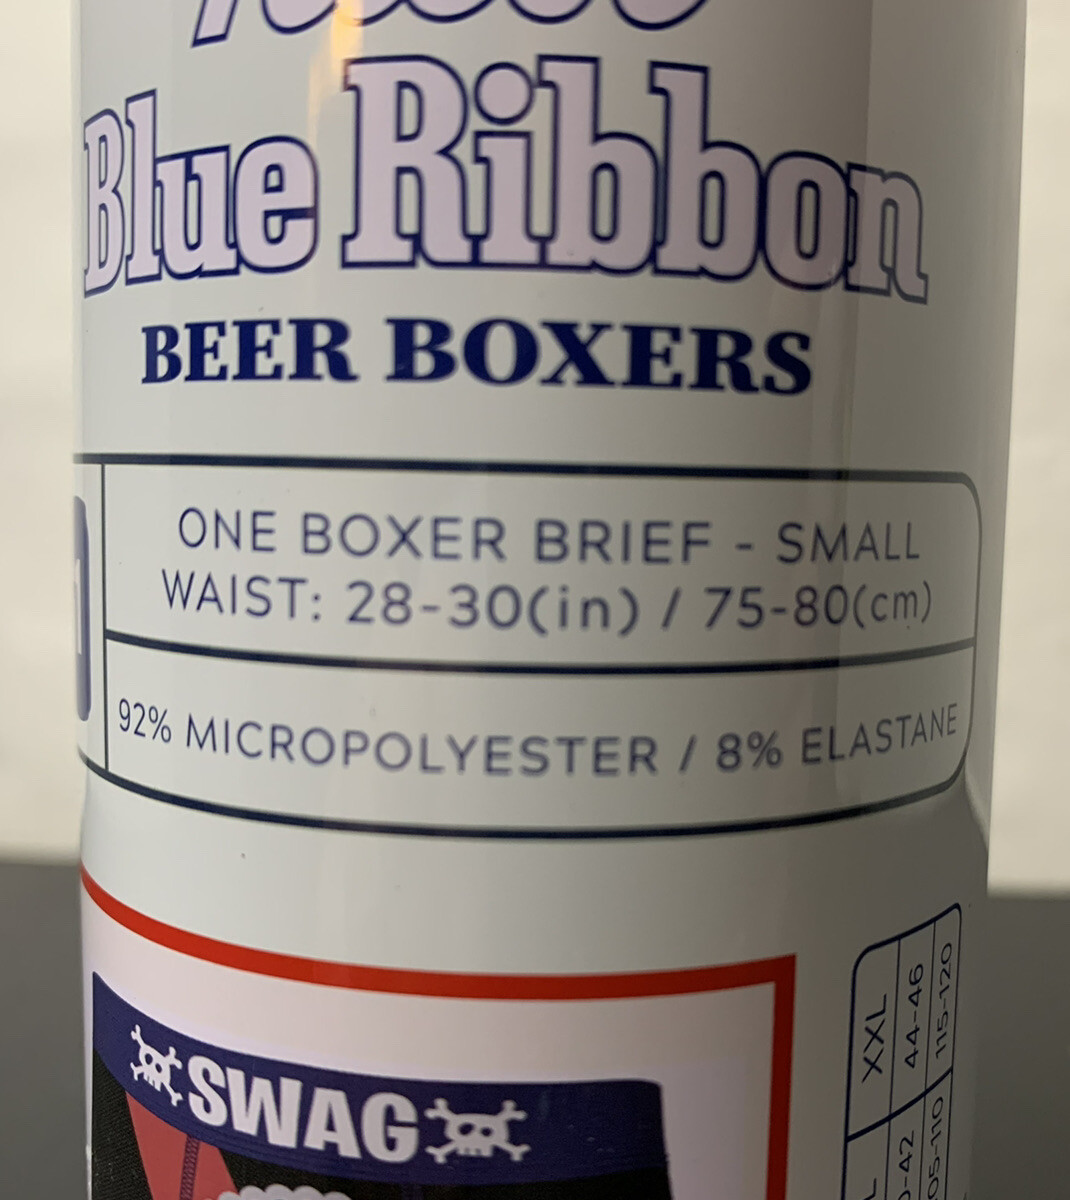 Blue Ribbon
BEER BOXERS
1
ONE BOXER BRIEF - SMALL
WAIST: 28-30(in) / 75-80(cm)
92% MICROPOLYESTER / 8% ELASTANE
SWAG
XXL
44-46
115-120